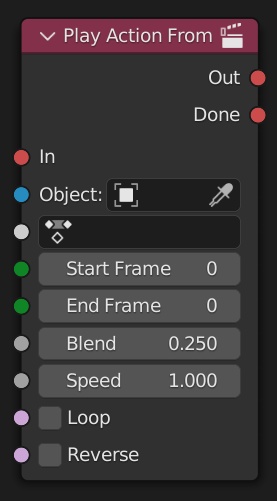 Play Action From
Out
Done
In
Object:
Start Frame 0
End Frame 0
Blend 0.250
Speed 1.000
Loop
Reverse